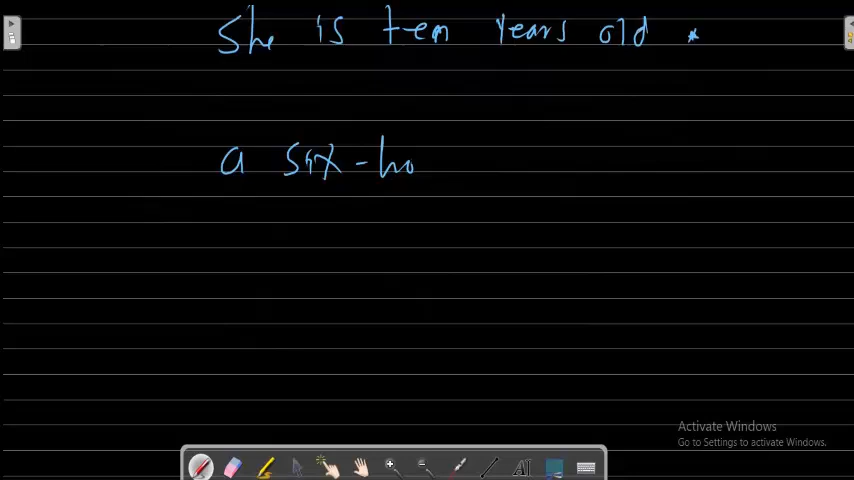 She is ten years old .
a six-ho
Activate Windows
Go to Settings to activate Windows.